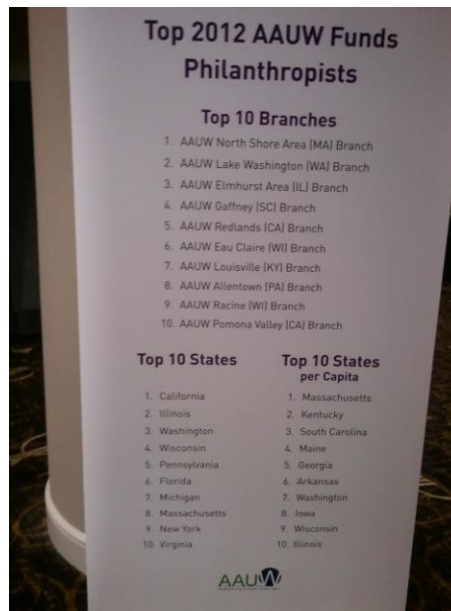 Top 2012 AAUW Funds
Philanthropists
Top 10 Branches
1. AAUW North Shore Area (MA) Branch
2. AAUW Lake Washington (WA) Branch
3. AAUW Elmhurst Area (IL) Branch
4. AAUW Gaffney (SC) Branch
5. AAUW Redlands (CA) Branch
6. AAUW Eau Claire (WI) Branch
7. AAUW Louisville (KY) Branch
8. AAUW Allentown (PA) Branch
9. AAUW Racine (WI) Branch
10. AAUW Pomona Valley (CA) Branch
Top 10 States
1. California
2. Illinois
3. Washington
4. Wisconsin
5. Pennsylvania
6. Florida
7. Michigan
8. Massachusetts
9. New York
10. Virginia
Top 10 States
per Capita
1. Massachusetts
2. Kentucky
3. South Carolina
4. Maine
5. Georgia
6. Arkansas
7. Washington
8. Iowa
9. Wisconsin
10. Illinois
AAUW